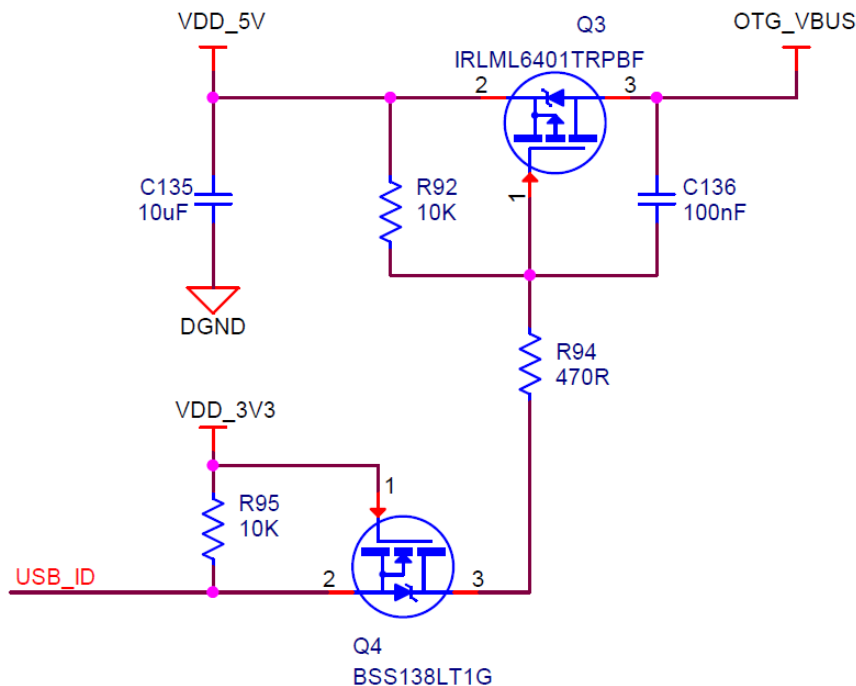 VDD_5V
Q3
OTG_VBUS
IRLML6401TRPBF
2
3
1
C135
10uF
R92
10K
C136
100nF
DGND
R94
470R
VDD_3V3
R95
10K
1
USB_ID
2
3
Q4
BSS138LT1G